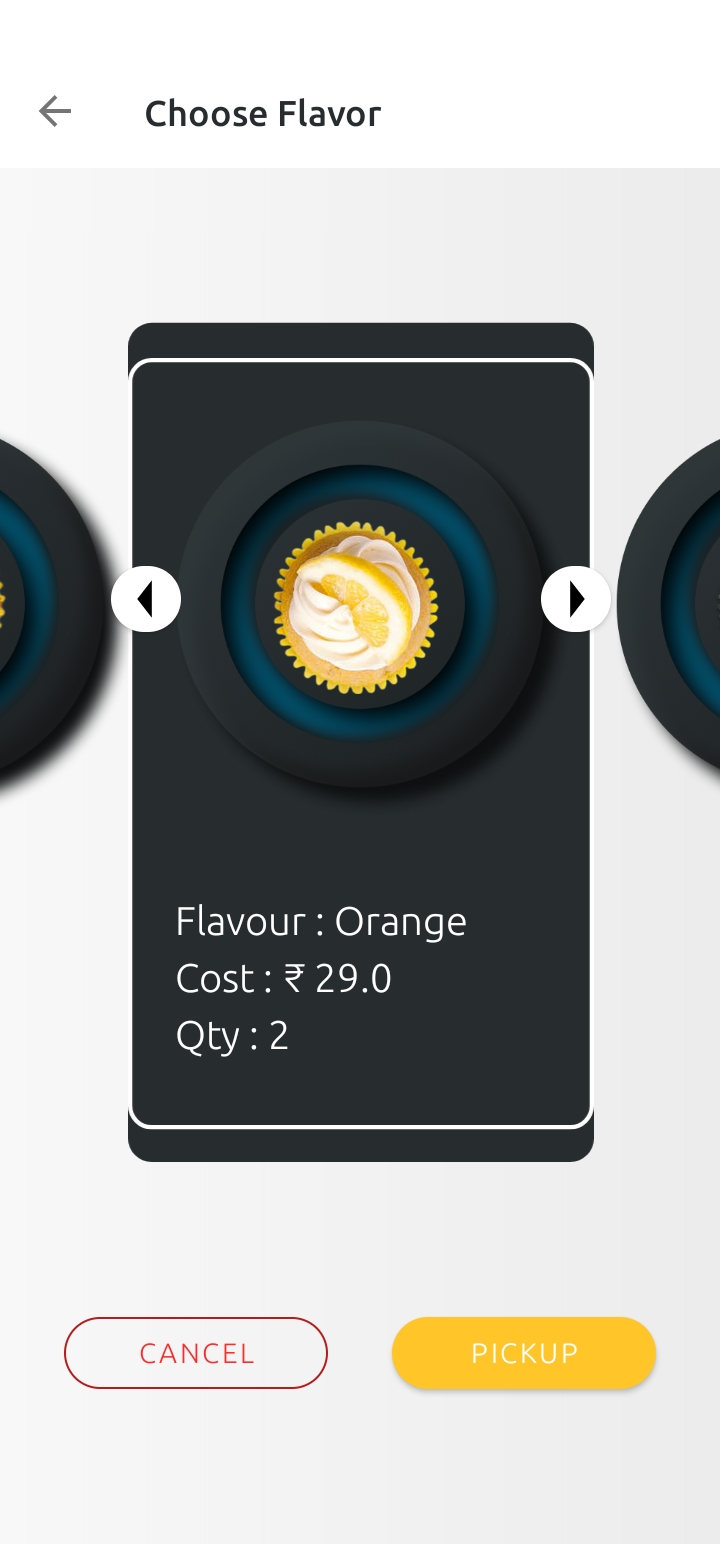 Choose Flavor
Flavour : Orange
Cost : ₹ 29.0
Qty : 2
CANCEL
PICKUP